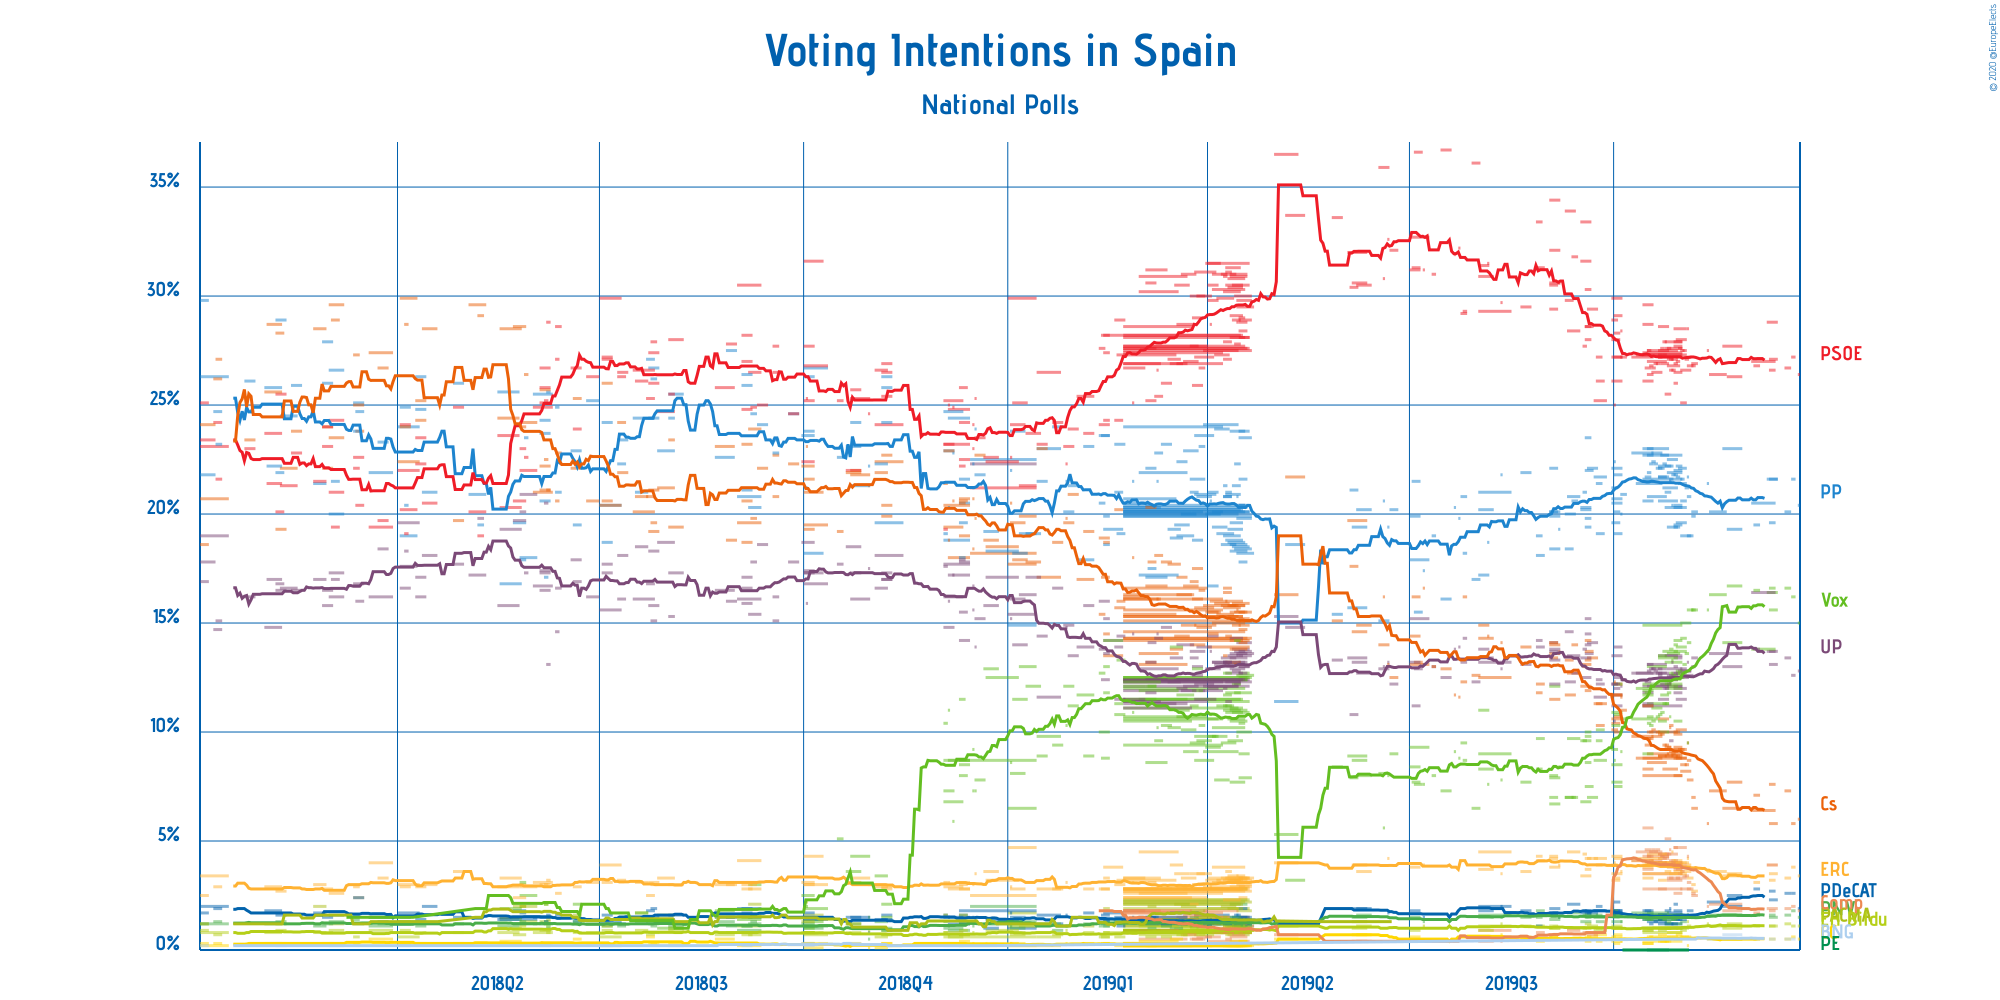 © 2020 @EuropeElects
Voting Intentions in Spain
National Polls
35%
30%
25%
20%
15%
10%
5%
0%
PSOE
PP
Vox
UP
Cs
ERC
PDeCAT
BNG
PE
2018Q2 2018Q3 2018Q4 2019Q1 2019Q2 2019Q3